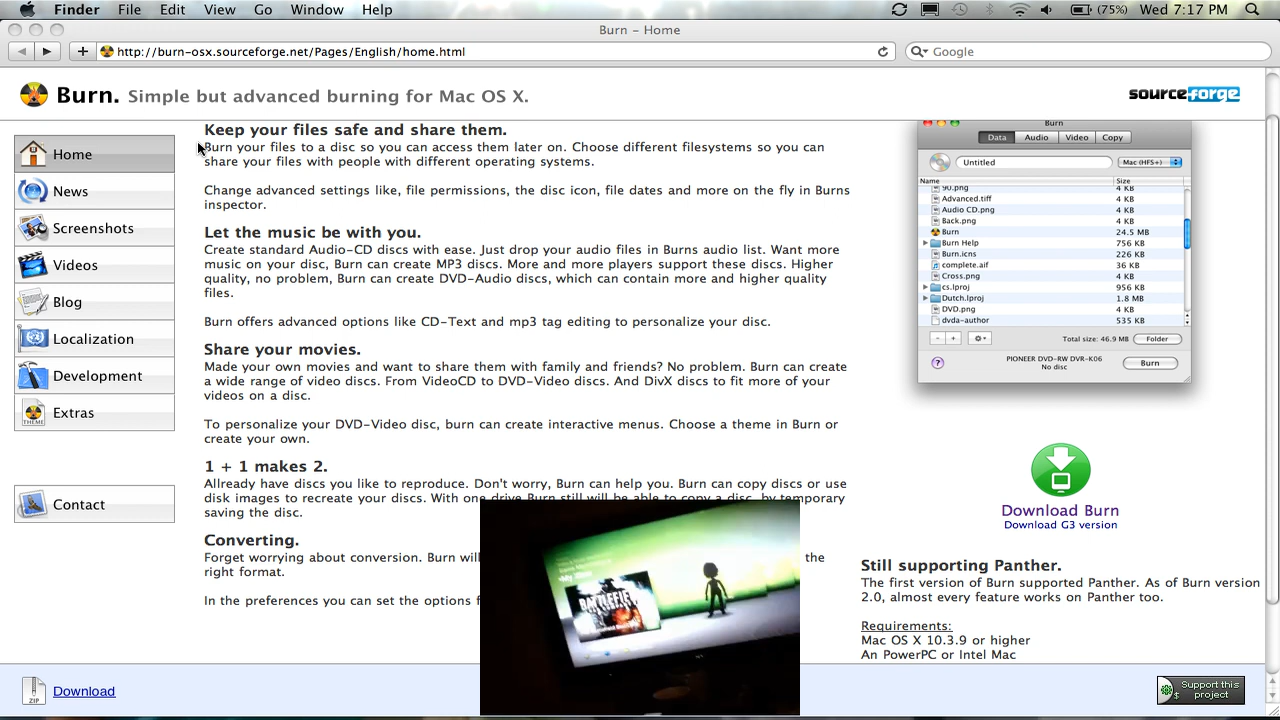 Finder File Edit View Go Window Help (75%) Wed 7:17 PM
Burn – Home
http://burn-osx.sourceforge.net/Pages/English/home.html Google
Burn. Simple but advanced burning for Mac OS X. sourceforge
Home
News
Screenshots
Videos
Blog
Localization
Development
Extras
Contact
Keep your files safe and share them.
Burn your files to a disc so you can access them later on. Choose different filesystems so you can
share your files with people with different operating systems.
Change advanced settings like, file permissions, the disc icon, file dates and more on the fly in Burns
inspector.
Let the music be with you.
Create standard Audio-CD discs with ease. Just drop your audio files in Burns audio list. Want more
music on your disc, Burn can create MP3 discs. More and more players support these discs. Higher
quality, no problem, Burn can create DVD-Audio discs, which can contain more and higher quality
files.
Burn offers advanced options like CD-Text and mp3 tag editing to personalize your disc.
Share your movies.
Made your own movies and want to share them with family and friends? No problem. Burn can create
a wide range of video discs. From VideoCD to DVD-Video discs. And DivX discs to fit more of your
videos on a disc.
To personalize your DVD-Video disc, burn can create interactive menus. Choose a theme in Burn or
create your own.
1 + 1 makes 2.
Allready have discs you like to reproduce. Don't worry, Burn can help you. Burn can copy discs or use
disk images to recreate your discs. With one drive Burn still will be able to copy a disc, by temporary
saving the disc.
Converting.
Forget worrying about conversion. Burn will the
right format.
In the preferences you can set the options f
Burn
Data Audio Video Copy
Untitled Mac (HFS+)
Name Size
90.png 4 KB
Advanced.tiff 4 KB
Audio CD.png 4 KB
Back.png 4 KB
Burn 24.5 MB
Burn Help 756 KB
Burn.icns 226 KB
complete.aif 36 KB
Cross.png 4 KB
cs.lproj 956 KB
Dutch.lproj 1.8 MB
DVD.png 4 KB
dvda-author 535 KB
Total size: 46.9 MB Folder
PIONEER DVD-RW DVR-K06
No disc
? Burn
Download Burn
Download G3 version
Still supporting Panther.
The first version of Burn supported Panther. As of Burn version
2.0, almost every feature works on Panther too.
Requirements:
Mac OS X 10.3.9 or higher
An PowerPC or Intel Mac
BATTLEFIELD
THEME
ZIP
Download
Support this
project